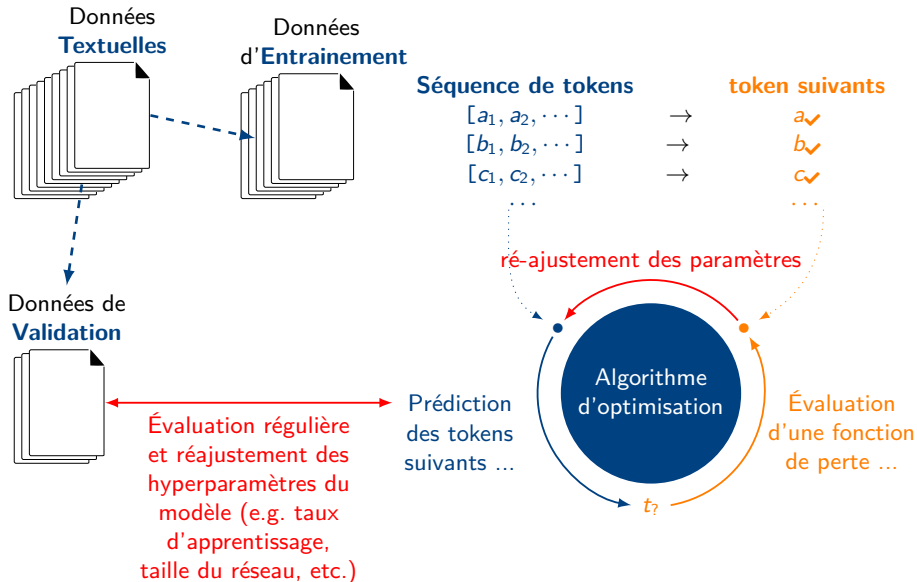 Données
Textuelles
Données
d'Entrainement
Séquence de tokens token suivants
[a₁, a₂, ⋯] → a✓
[b₁, b₂, ⋯] → b✓
[c₁, c₂, ⋯] → c✓
... ...
ré-ajustement des paramètres
Données de
Validation
Algorithme
d'optimisation
Prédiction
des tokens
suivants ...
Évaluation
d'une fonction
de perte ...
t?
Évaluation régulière
et réajustement des
hyperparamètres du
modèle (e.g. taux
d'apprentissage,
taille du réseau, etc.)